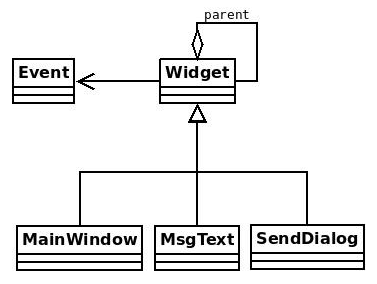 parent
Event
Widget
MainWindow
MsgText
SendDialog